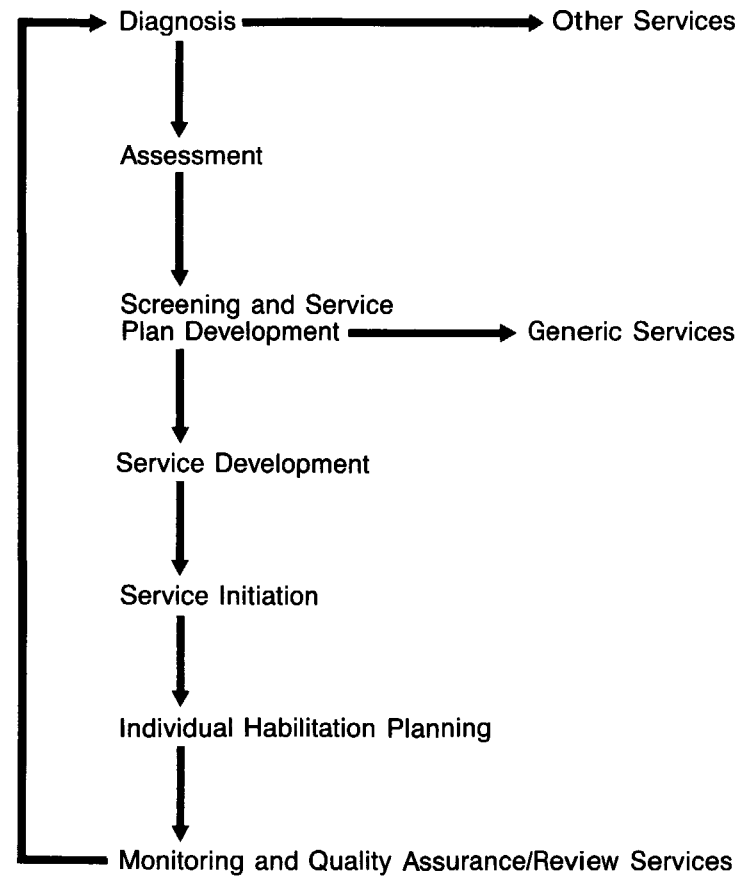 Diagnosis
Other Services
Assessment
Screening and Service
Plan Development
Generic Services
Service Development
Service Initiation
Individual Habilitation Planning
Monitoring and Quality Assurance/Review Services